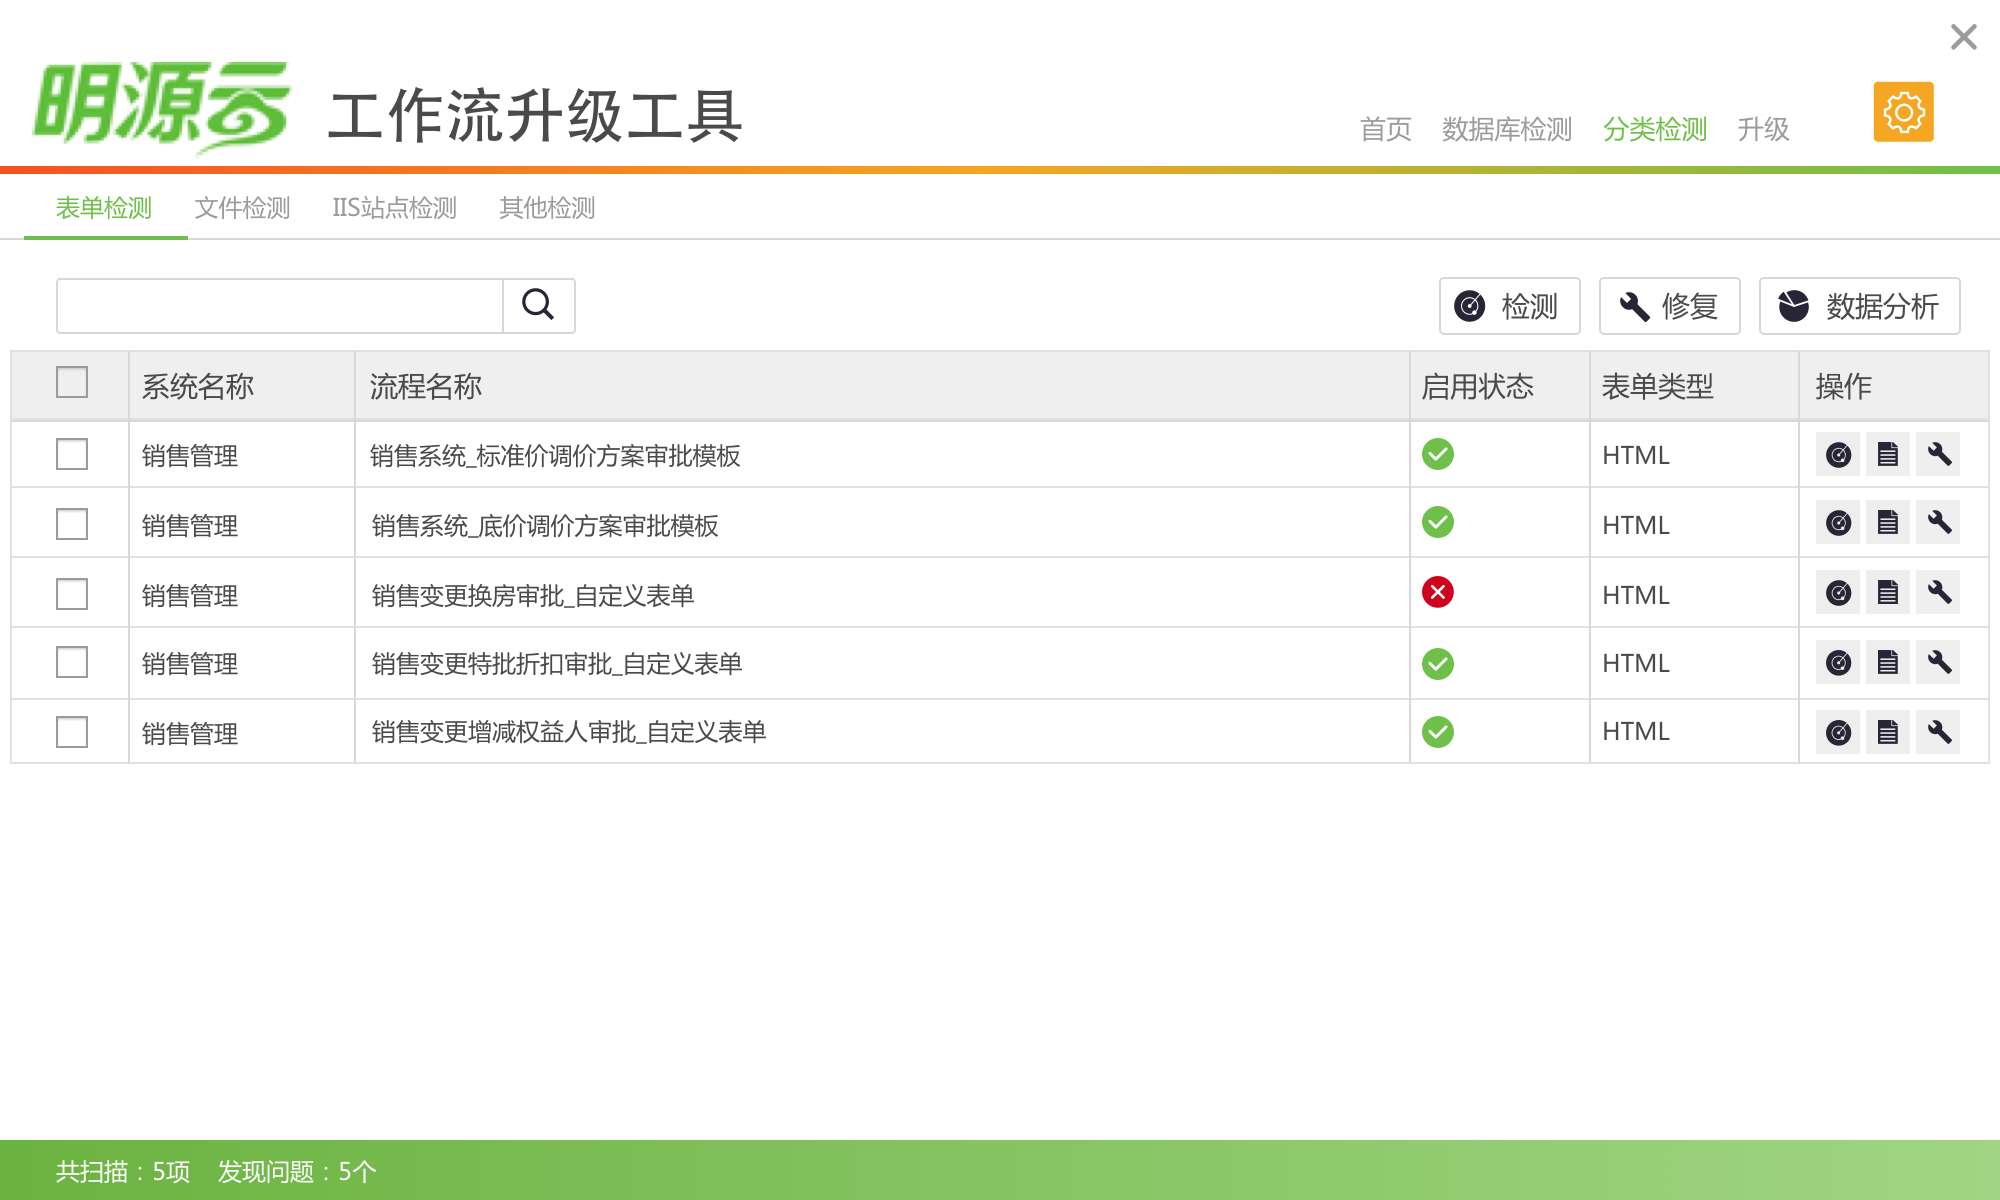 明源云 工作流升级工具
首页 数据库检测 分类检测 升级
表单检测 文件检测 IIS站点检测 其他检测
检测 修复 数据分析
系统名称 流程名称 启用状态 表单类型 操作
销售管理 销售系统_标准价调价方案审批模板 HTML
销售管理 销售系统_底价调价方案审批模板 HTML
销售管理 销售变更换房审批_自定义表单 HTML
销售管理 销售变更特批折扣审批_自定义表单 HTML
销售管理 销售变更增减权益人审批_自定义表单 HTML
共扫描：5项 发现问题：5个